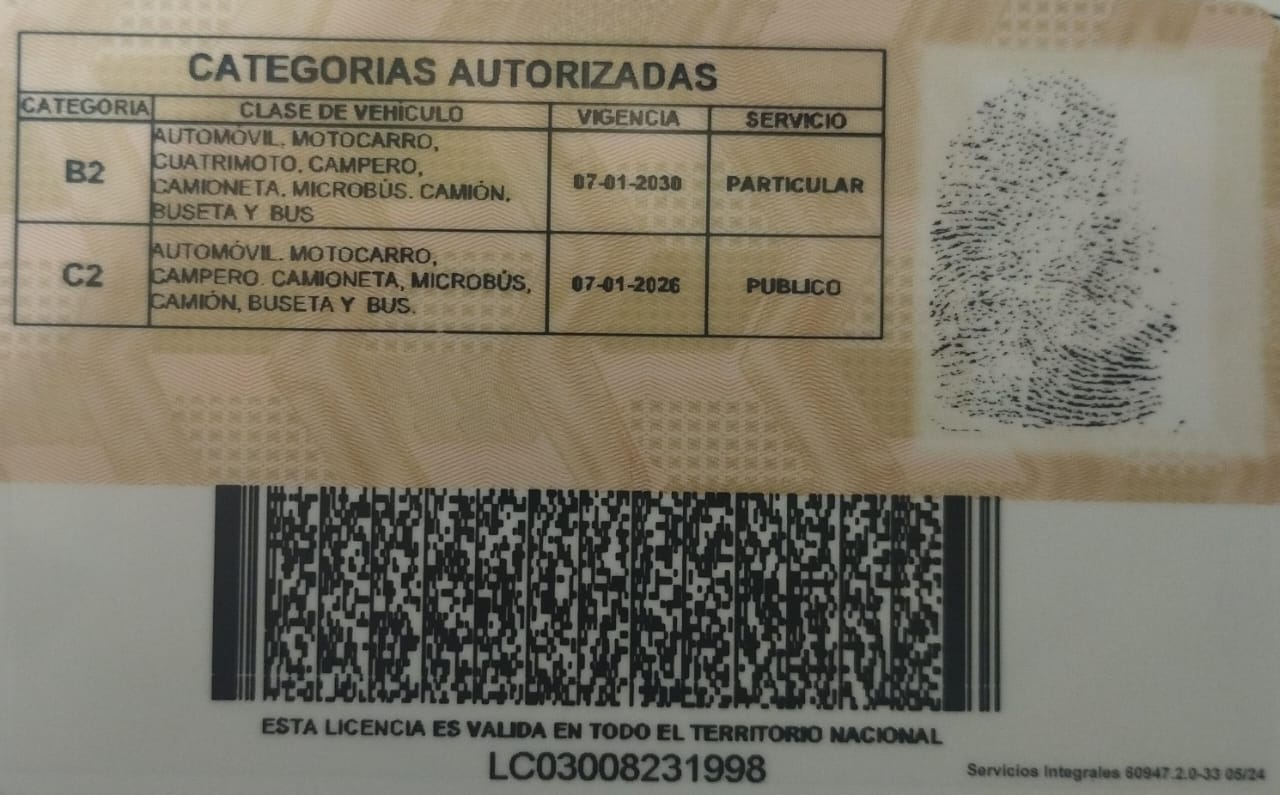 CATEGORIAS AUTORIZADAS
CATEGORIA CLASE DE VEHÍCULO VIGENCIA SERVICIO
B2
AUTOMÓVIL. MOTOCARRO,
CUATRIMOTO, CAMPERO,
CAMIONETA. MICROBÚS. CAMIÓN,
BUSETA Y BUS
07-01-2030
PARTICULAR
C2
AUTOMÓVIL. MOTOCARRO,
CAMPERO. CAMIONETA, MICROBÚS,
CAMIÓN, BUSETA Y BUS.
07-01-2026
PUBLICO
ESTA LICENCIA ES VALIDA EN TODO EL TERRITORIO NACIONAL
LC03008231998
Servicios Integrales 60947.2.0-33 05/24